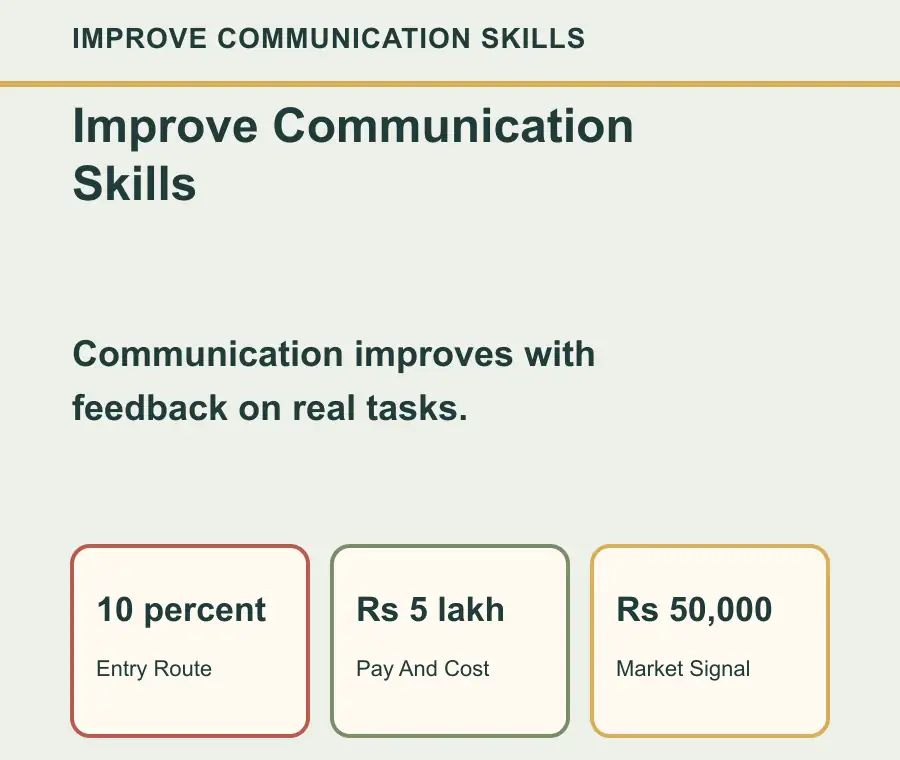 IMPROVE COMMUNICATION SKILLS
Improve Communication
Skills
Communication improves with
feedback on real tasks.
10 percent
Entry Route
Rs 5 lakh
Pay And Cost
Rs 50,000
Market Signal